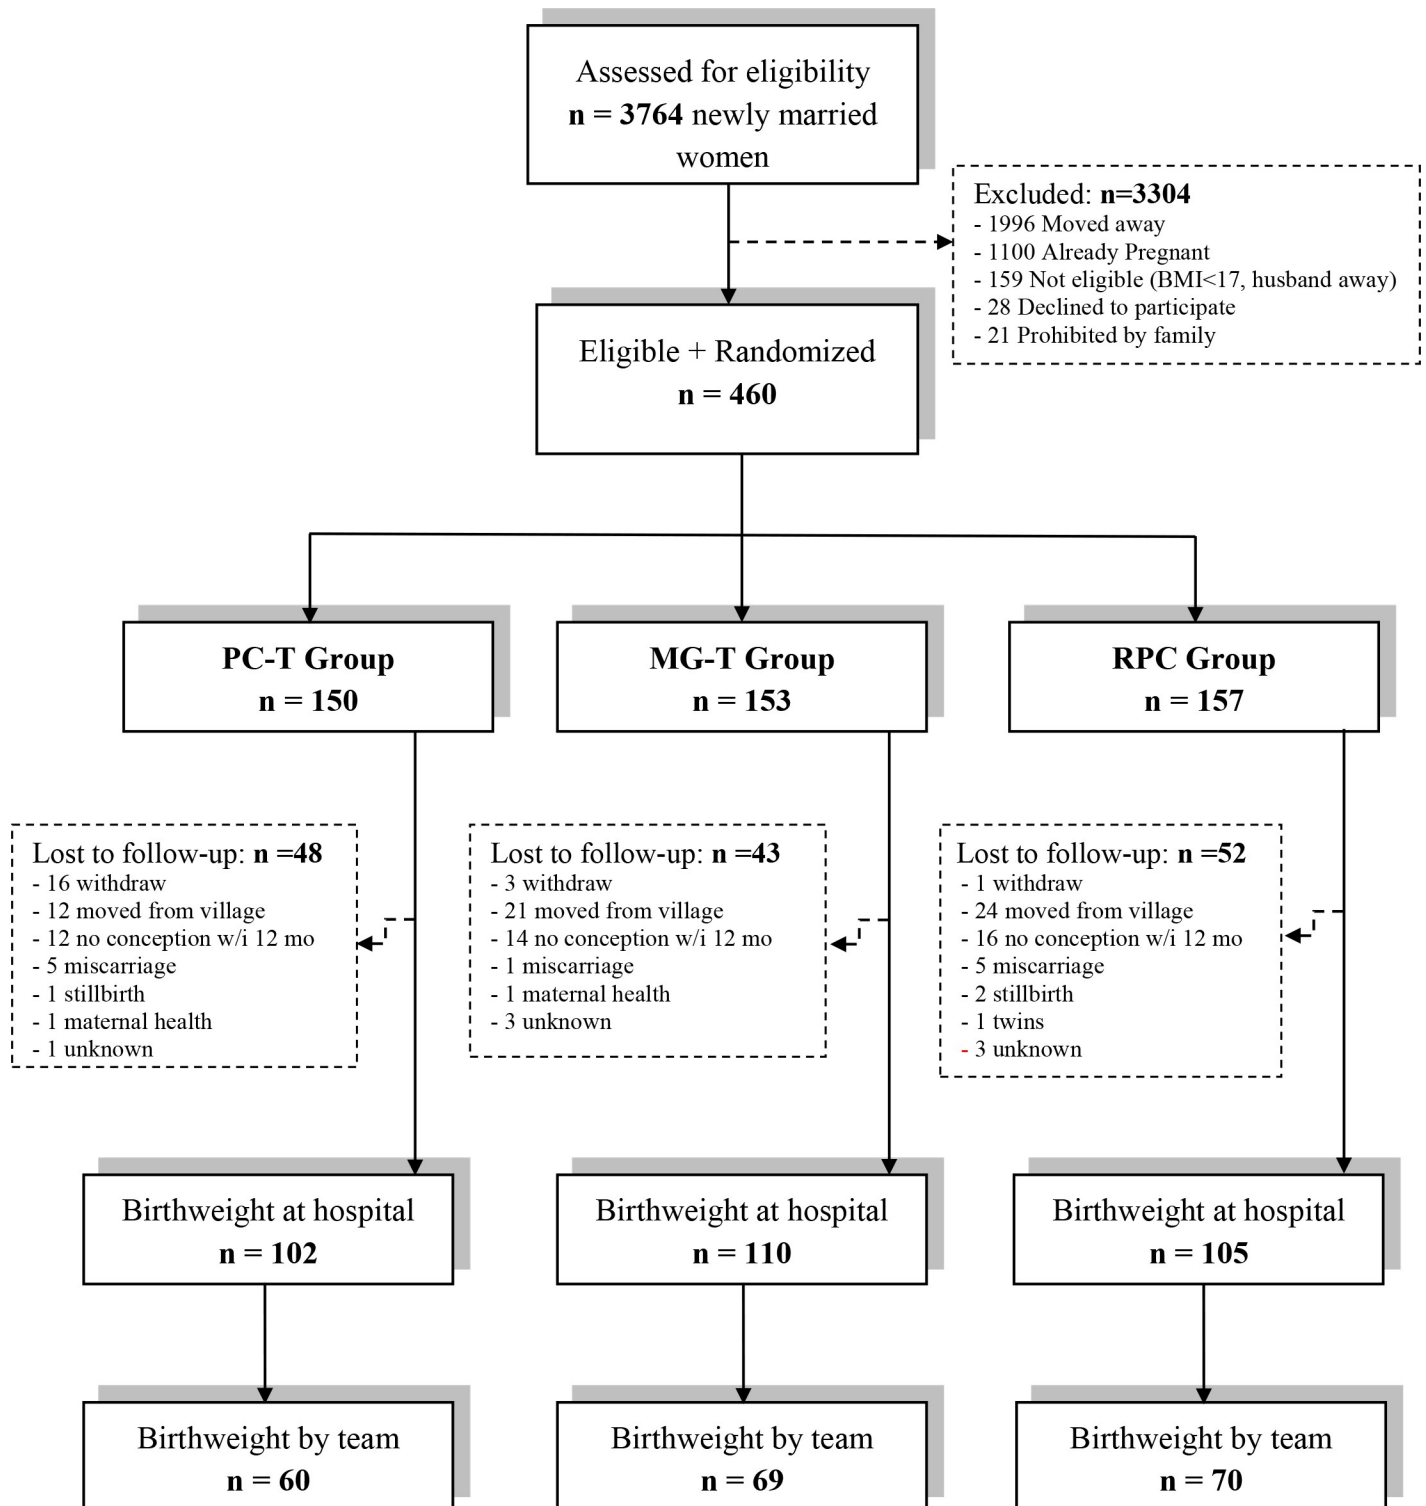 Assessed for eligibility
n = 3764 newly married
women
Excluded: n=3304
- 1996 Moved away
- 1100 Already Pregnant
- 159 Not eligible (BMI<17, husband away)
- 28 Declined to participate
- 21 Prohibited by family
Eligible + Randomized
n = 460
PC-T Group
n = 150
MG-T Group
n = 153
RPC Group
n = 157
Lost to follow-up: n =48
- 16 withdraw
- 12 moved from village
- 12 no conception w/i 12 mo
- 5 miscarriage
- 1 stillbirth
- 1 maternal health
- 1 unknown
Lost to follow-up: n =43
- 3 withdraw
- 21 moved from village
- 14 no conception w/i 12 mo
- 1 miscarriage
- 1 maternal health
- 3 unknown
Lost to follow-up: n =52
- 1 withdraw
- 24 moved from village
- 16 no conception w/i 12 mo
- 5 miscarriage
- 2 stillbirth
- 1 twins
- 3 unknown
Birthweight at hospital
n = 102
Birthweight at hospital
n = 110
Birthweight at hospital
n = 105
Birthweight by team
n = 60
Birthweight by team
n = 69
Birthweight by team
n = 70